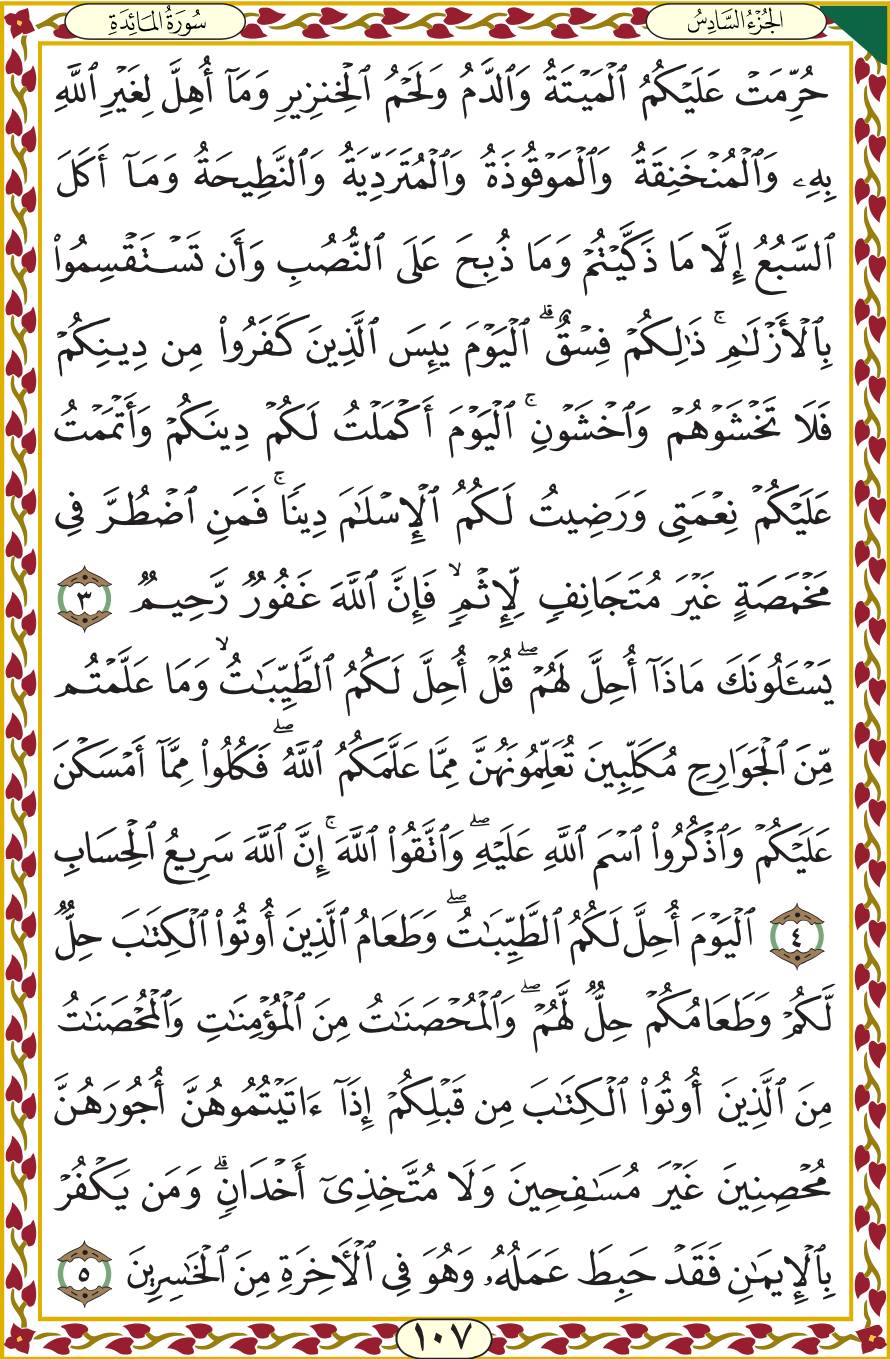 الجُزْءُ السَّادِسُ
سُورَةُ المَائِدَةِ
حُرِّمَتْ عَلَيْكُمُ ٱلْمَيْتَةُ وَٱلدَّمُ وَلَحْمُ ٱلْخِنزِيرِ وَمَآ أُهِلَّ لِغَيْرِ ٱللَّهِ
بِهِۦ وَٱلْمُنْخَنِقَةُ وَٱلْمَوْقُوذَةُ وَٱلْمُتَرَدِّيَةُ وَٱلنَّطِيحَةُ وَمَآ أَكَلَ
ٱلسَّبُعُ إِلَّا مَا ذَكَّيْتُمْ وَمَا ذُبِحَ عَلَى ٱلنُّصُبِ وَأَن تَسْتَقْسِمُوا۟
بِٱلْأَزْلَٰمِ ۚ ذَٰلِكُمْ فِسْقٌ ۗ ٱلْيَوْمَ يَئِسَ ٱلَّذِينَ كَفَرُوا۟ مِن دِينِكُمْ
فَلَا تَخْشَوْهُمْ وَٱخْشَوْنِ ۚ ٱلْيَوْمَ أَكْمَلْتُ لَكُمْ دِينَكُمْ وَأَتْمَمْتُ
عَلَيْكُمْ نِعْمَتِى وَرَضِيتُ لَكُمُ ٱلْإِسْلَٰمَ دِينًا ۚ فَمَنِ ٱضْطُرَّ فِى
مَخْمَصَةٍ غَيْرَ مُتَجَانِفٍ لِّإِثْمٍ ۙ فَإِنَّ ٱللَّهَ غَفُورٌ رَّحِيمٌ ٣
يَسْـَٔلُونَكَ مَاذَآ أُحِلَّ لَهُمْ ۖ قُلْ أُحِلَّ لَكُمُ ٱلطَّيِّبَٰتُ ۙ وَمَا عَلَّمْتُم
مِّنَ ٱلْجَوَارِحِ مُكَلِّبِينَ تُعَلِّمُونَهُنَّ مِمَّا عَلَّمَكُمُ ٱللَّهُ ۖ فَكُلُوا۟ مِمَّآ أَمْسَكْنَ
عَلَيْكُمْ وَٱذْكُرُوا۟ ٱسْمَ ٱللَّهِ عَلَيْهِ ۖ وَٱتَّقُوا۟ ٱللَّهَ ۚ إِنَّ ٱللَّهَ سَرِيعُ ٱلْحِسَابِ
٤ ٱلْيَوْمَ أُحِلَّ لَكُمُ ٱلطَّيِّبَٰتُ ۖ وَطَعَامُ ٱلَّذِينَ أُوتُوا۟ ٱلْكِتَٰبَ حِلٌّ
لَّكُمْ وَطَعَامُكُمْ حِلٌّ لَّهُمْ ۖ وَٱلْمُحْصَنَٰتُ مِنَ ٱلْمُؤْمِنَٰتِ وَٱلْمُحْصَنَٰتُ
مِنَ ٱلَّذِينَ أُوتُوا۟ ٱلْكِتَٰبَ مِن قَبْلِكُمْ إِذَآ ءَاتَيْتُمُوهُنَّ أُجُورَهُنَّ
مُحْصِنِينَ غَيْرَ مُسَٰفِحِينَ وَلَا مُتَّخِذِىٓ أَخْدَانٍ ۗ وَمَن يَكْفُرْ
بِٱلْإِيمَٰنِ فَقَدْ حَبِطَ عَمَلُهُۥ وَهُوَ فِى ٱلْـَٔاخِرَةِ مِنَ ٱلْخَٰسِرِينَ ٥
١٠٧